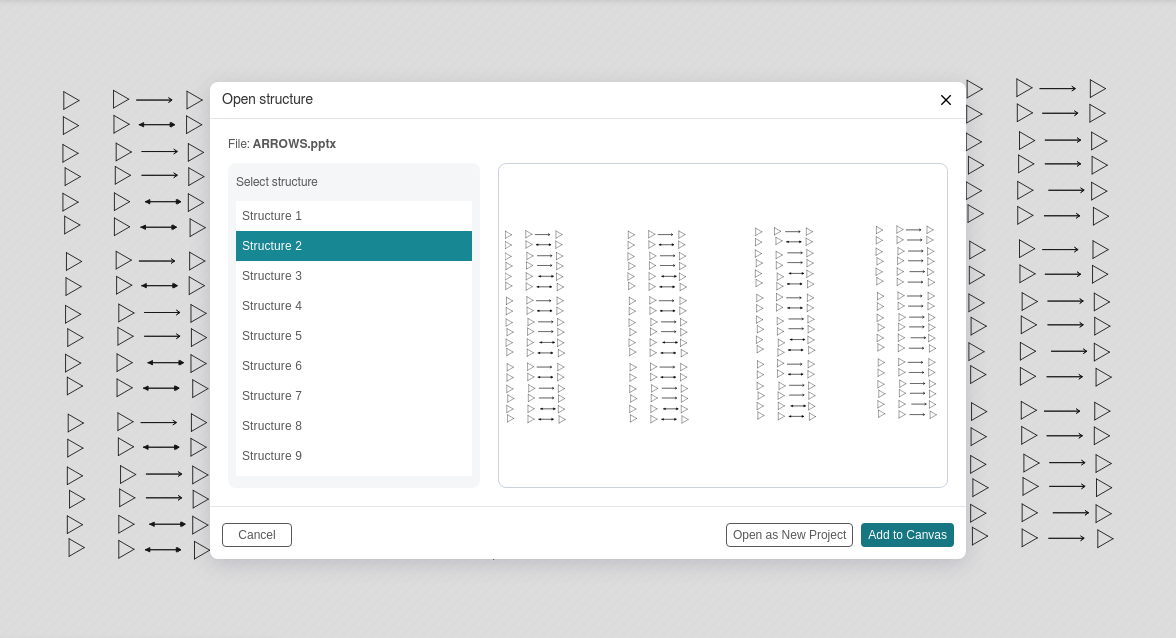 Open structure
File: ARROWS.pptx
Select structure
Structure 1
Structure 2
Structure 3
Structure 4
Structure 5
Structure 6
Structure 7
Structure 8
Structure 9
Cancel
Open as New Project
Add to Canvas